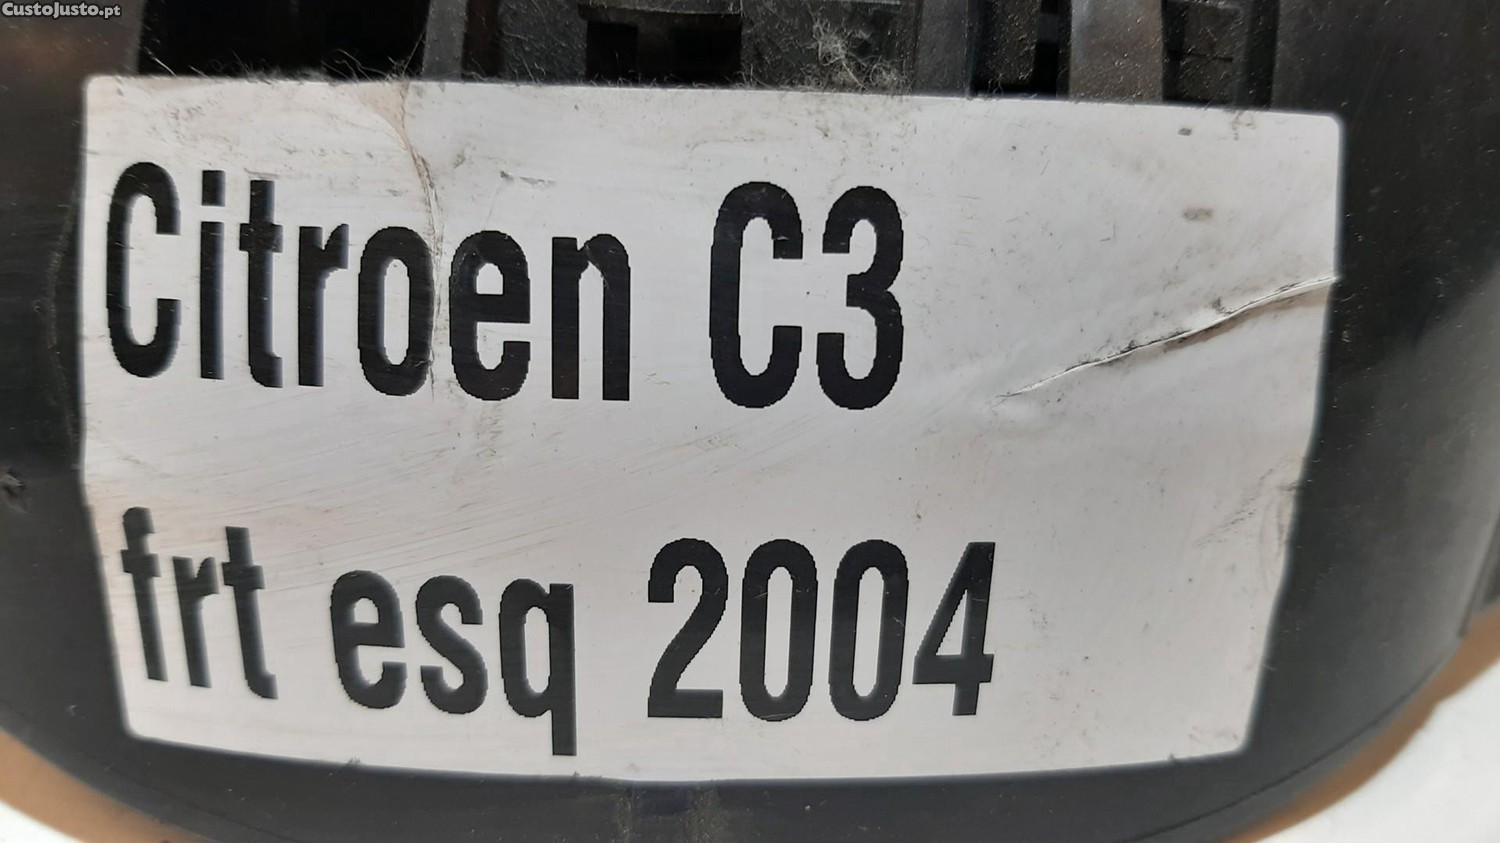 CustoJusto.pt
Citroen C3
frt esq 2004